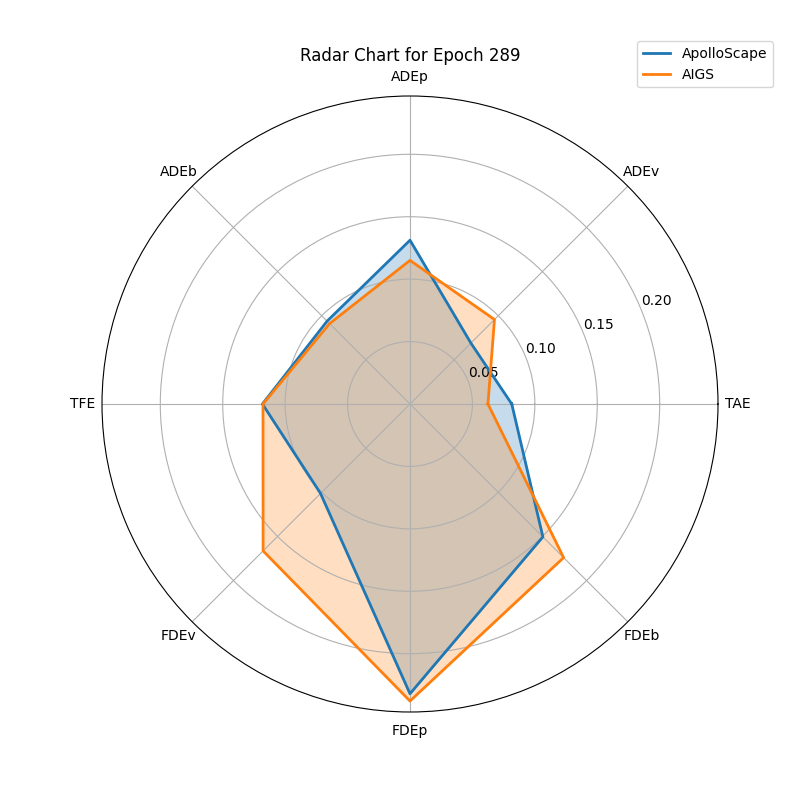 Radar Chart for Epoch 289
ApolloScape
AIGS
ADEp
ADEb
ADEv
0.20
0.15
0.10
0.05
TFE
TAE
FDEv
FDEb
FDEp